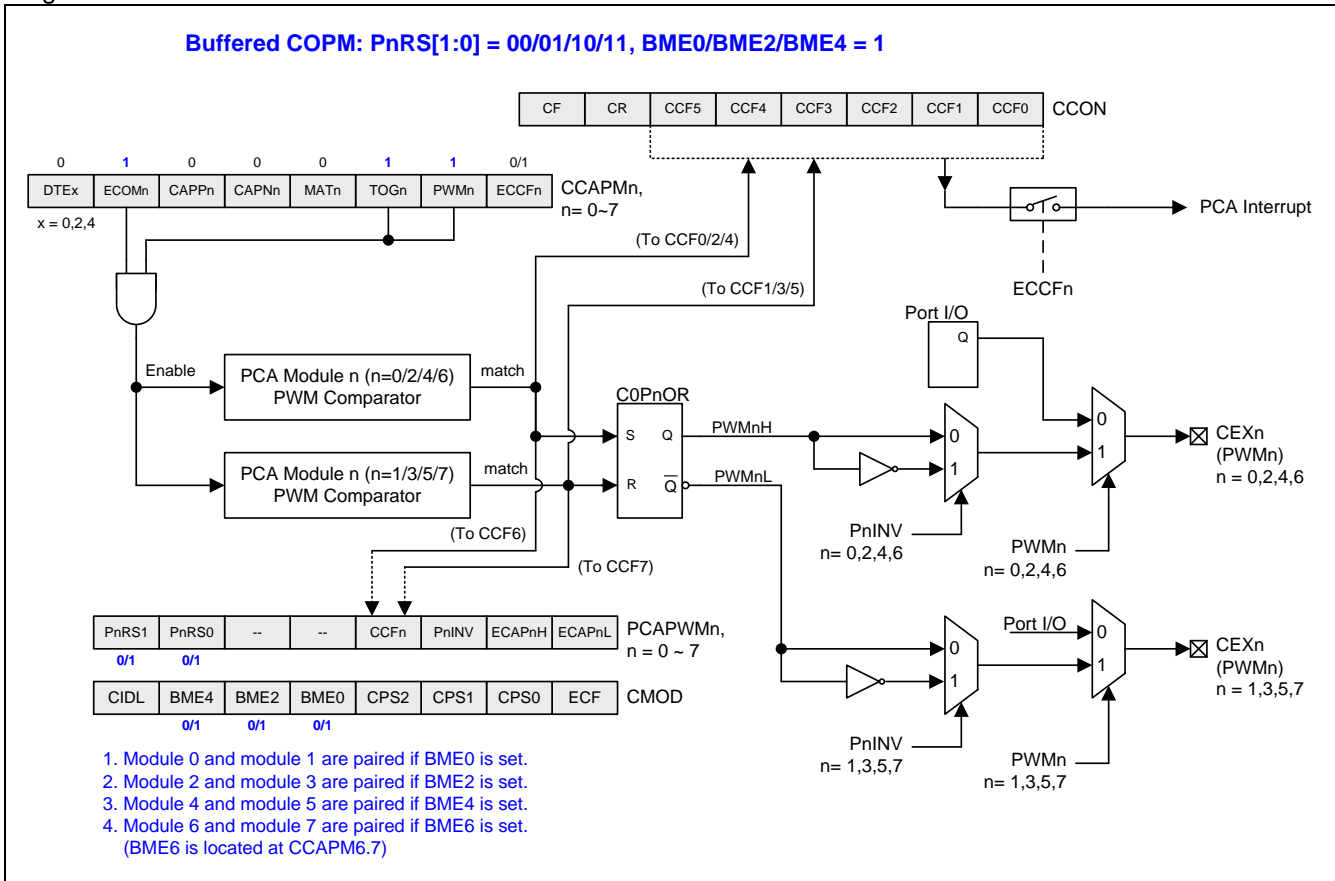 Buffered COPM: PnRS[1:0] = 00/01/10/11, BME0/BME2/BME4 = 1
CF CR CCF5 CCF4 CCF3 CCF2 CCF1 CCF0 CCON
0 1 0 0 0 1 1 0/1
DTEx ECOMn CAPPn CAPNn MATn TOGn PWMn ECCFn CCAPMn,
n= 0~7
x = 0,2,4
PCA Interrupt
(To CCF0/2/4)
(To CCF1/3/5)
ECCFn
Port I/O
Q
Enable
PCA Module n (n=0/2/4/6)
PWM Comparator
match
C0PnOR
S Q
PWMnH
0
1
0
1
CEXn
(PWMn)
n = 0,2,4,6
PCA Module n (n=1/3/5/7)
PWM Comparator
match
R Q
PWMnL
PnINV
n= 0,2,4,6
PWMn
n= 0,2,4,6
(To CCF6)
(To CCF7)
PnRS1 PnRS0 -- -- CCFn PnINV ECAPnH ECAPnL PCAPWMn,
n = 0 ~ 7
0/1 0/1
CIDL BME4 BME2 BME0 CPS2 CPS1 CPS0 ECF CMOD
0/1 0/1 0/1
Port I/O
0
1
0
1
CEXn
(PWMn)
n = 1,3,5,7
PnINV
n= 1,3,5,7
PWMn
n= 1,3,5,7
1. Module 0 and module 1 are paired if BME0 is set.
2. Module 2 and module 3 are paired if BME2 is set.
3. Module 4 and module 5 are paired if BME4 is set.
4. Module 6 and module 7 are paired if BME6 is set.
(BME6 is located at CCAPM6.7)